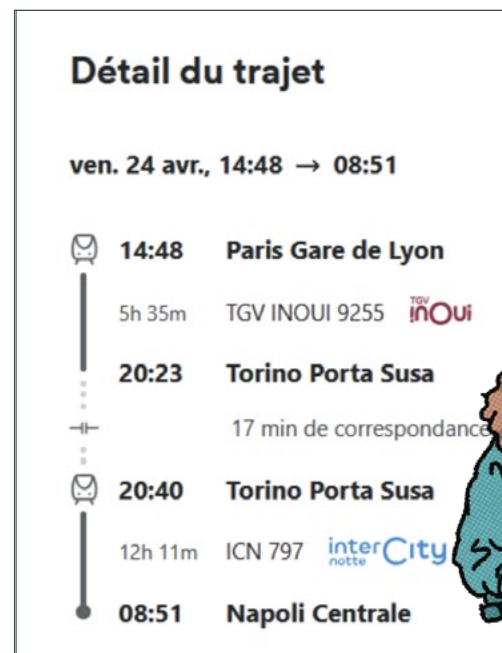 Détail du trajet
ven. 24 avr., 14:48 → 08:51
14:48 Paris Gare de Lyon
5h 35m TGV INOUI 9255 TGV inOui
20:23 Torino Porta Susa
17 min de correspondance
20:40 Torino Porta Susa
12h 11m ICN 797 interCity notte
08:51 Napoli Centrale